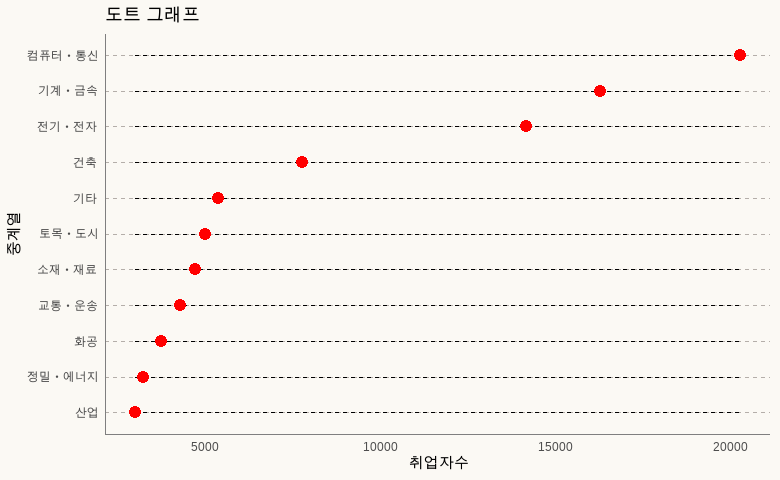 도트 그래프
컴퓨터・통신
기계・금속
전기・전자
건축
기타
토목・도시
소재・재료
교통・운송
화공
정밀・에너지
산업
중계열
5000
10000
15000
20000
취업자수